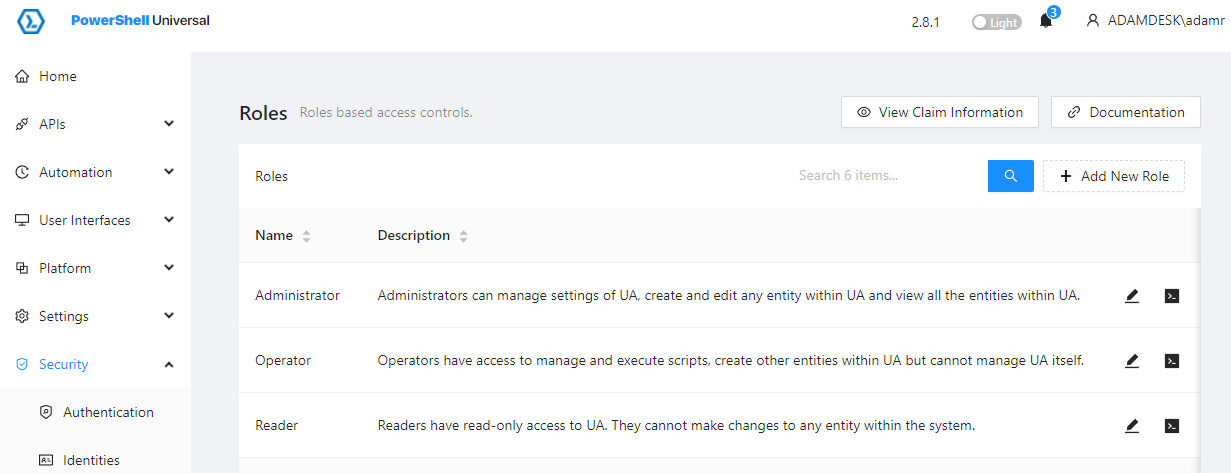 PowerShell Universal
2.8.1
Light
3
ADAMDESK\adamr
Home
APIs
Automation
User Interfaces
Platform
Settings
Security
Authentication
Identities
Roles Roles based access controls.
View Claim Information
Documentation
Roles
Search 6 items...
Add New Role
Name Description
Administrator Administrators can manage settings of UA, create and edit any entity within UA and view all the entities within UA.
Operator Operators have access to manage and execute scripts, create other entities within UA but cannot manage UA itself.
Reader Readers have read-only access to UA. They cannot make changes to any entity within the system.